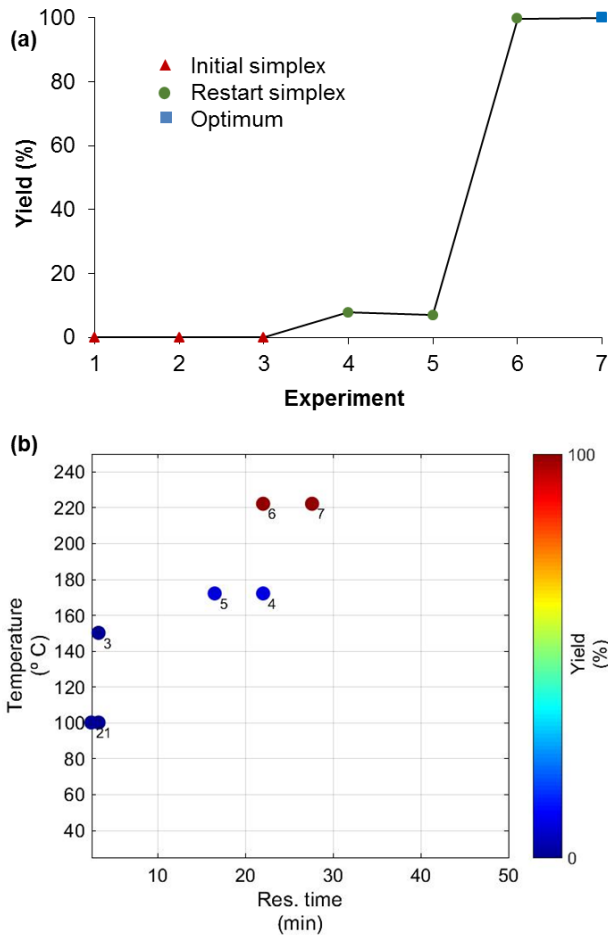 (a)
100
80
60
40
20
0
Yield (%)
Initial simplex
Restart simplex
Optimum
1 2 3 4 5 6 7
Experiment
(b)
240
220
200
180
160
140
120
100
80
60
40
Temperature
(º C)
6
7
5
4
3
21
10 20 30 40 50
Res. time
(min)
100
0
Yield
(%)